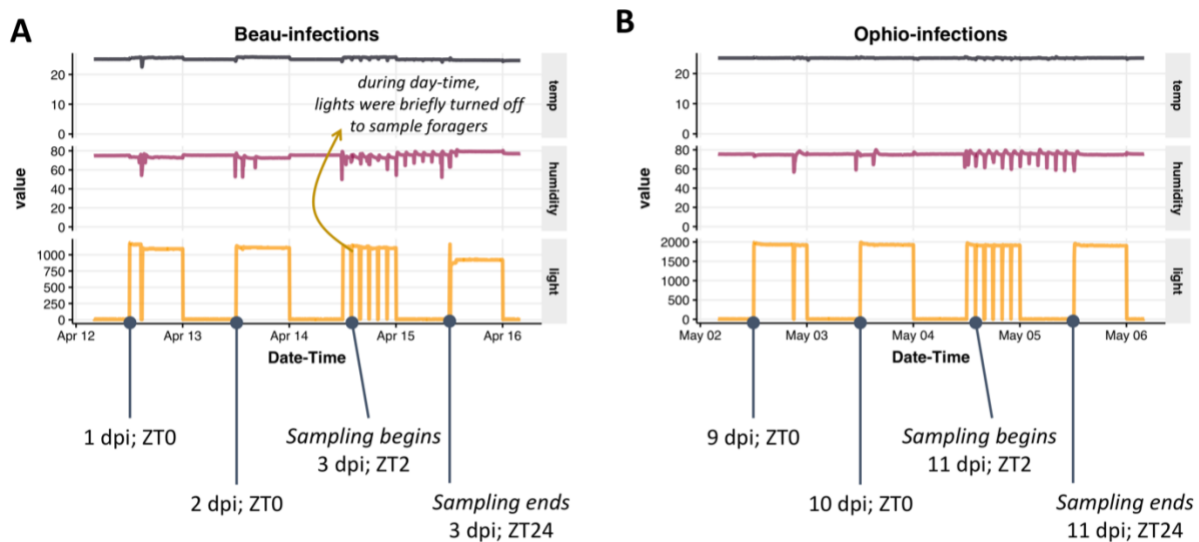 A
Beau-infections
20
10
0
temp
during day-time,
lights were briefly turned off
to sample foragers
80
60
40
20
0
humidity
value
1000
750
500
250
0
light
Apr 12
Apr 13
Apr 14
Apr 15
Apr 16
Date-Time
1 dpi; ZT0
Sampling begins
3 dpi; ZT2
2 dpi; ZT0
Sampling ends
3 dpi; ZT24
B
Ophio-infections
20
10
0
temp
80
60
40
20
0
humidity
value
2000
1500
1000
500
0
light
May 02
May 03
May 04
May 05
May 06
Date-Time
9 dpi; ZT0
Sampling begins
11 dpi; ZT2
10 dpi; ZT0
Sampling ends
11 dpi; ZT24